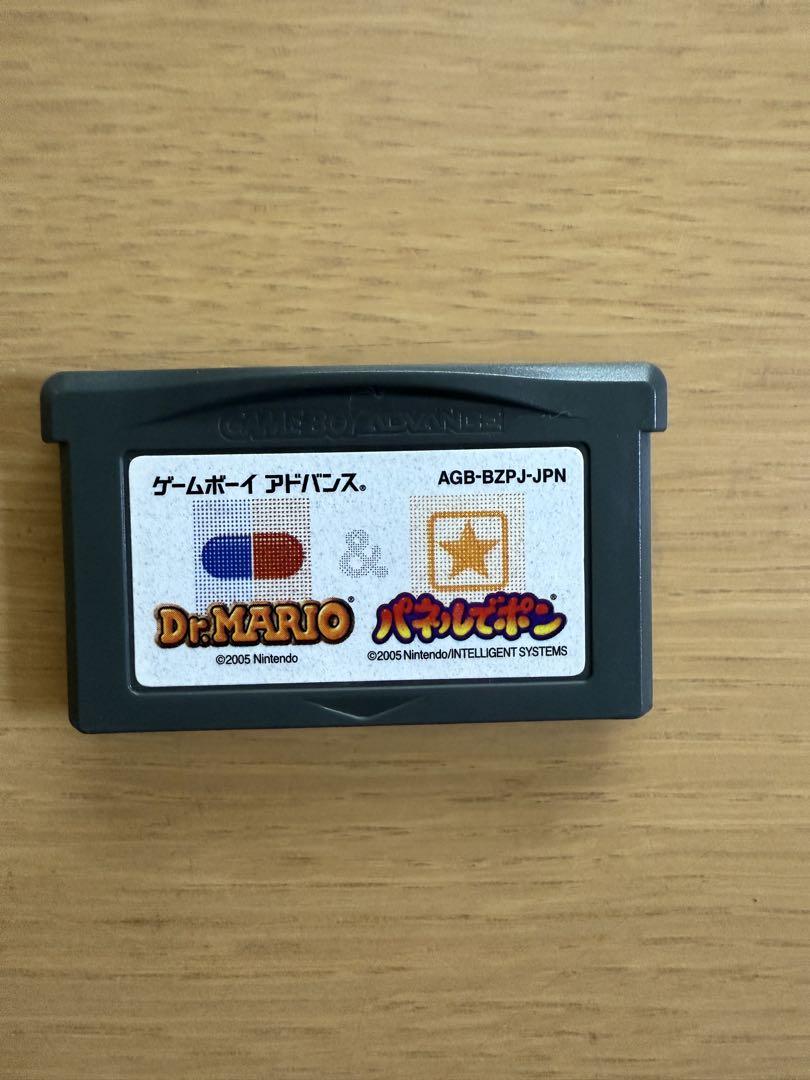 GAME BOY ADVANCE
ゲームボーイ アドバンス®
AGB-BZPJ-JPN
&
Dr.MARIO®
パネルでポン®
©2005 Nintendo
©2005 Nintendo/INTELLIGENT SYSTEMS